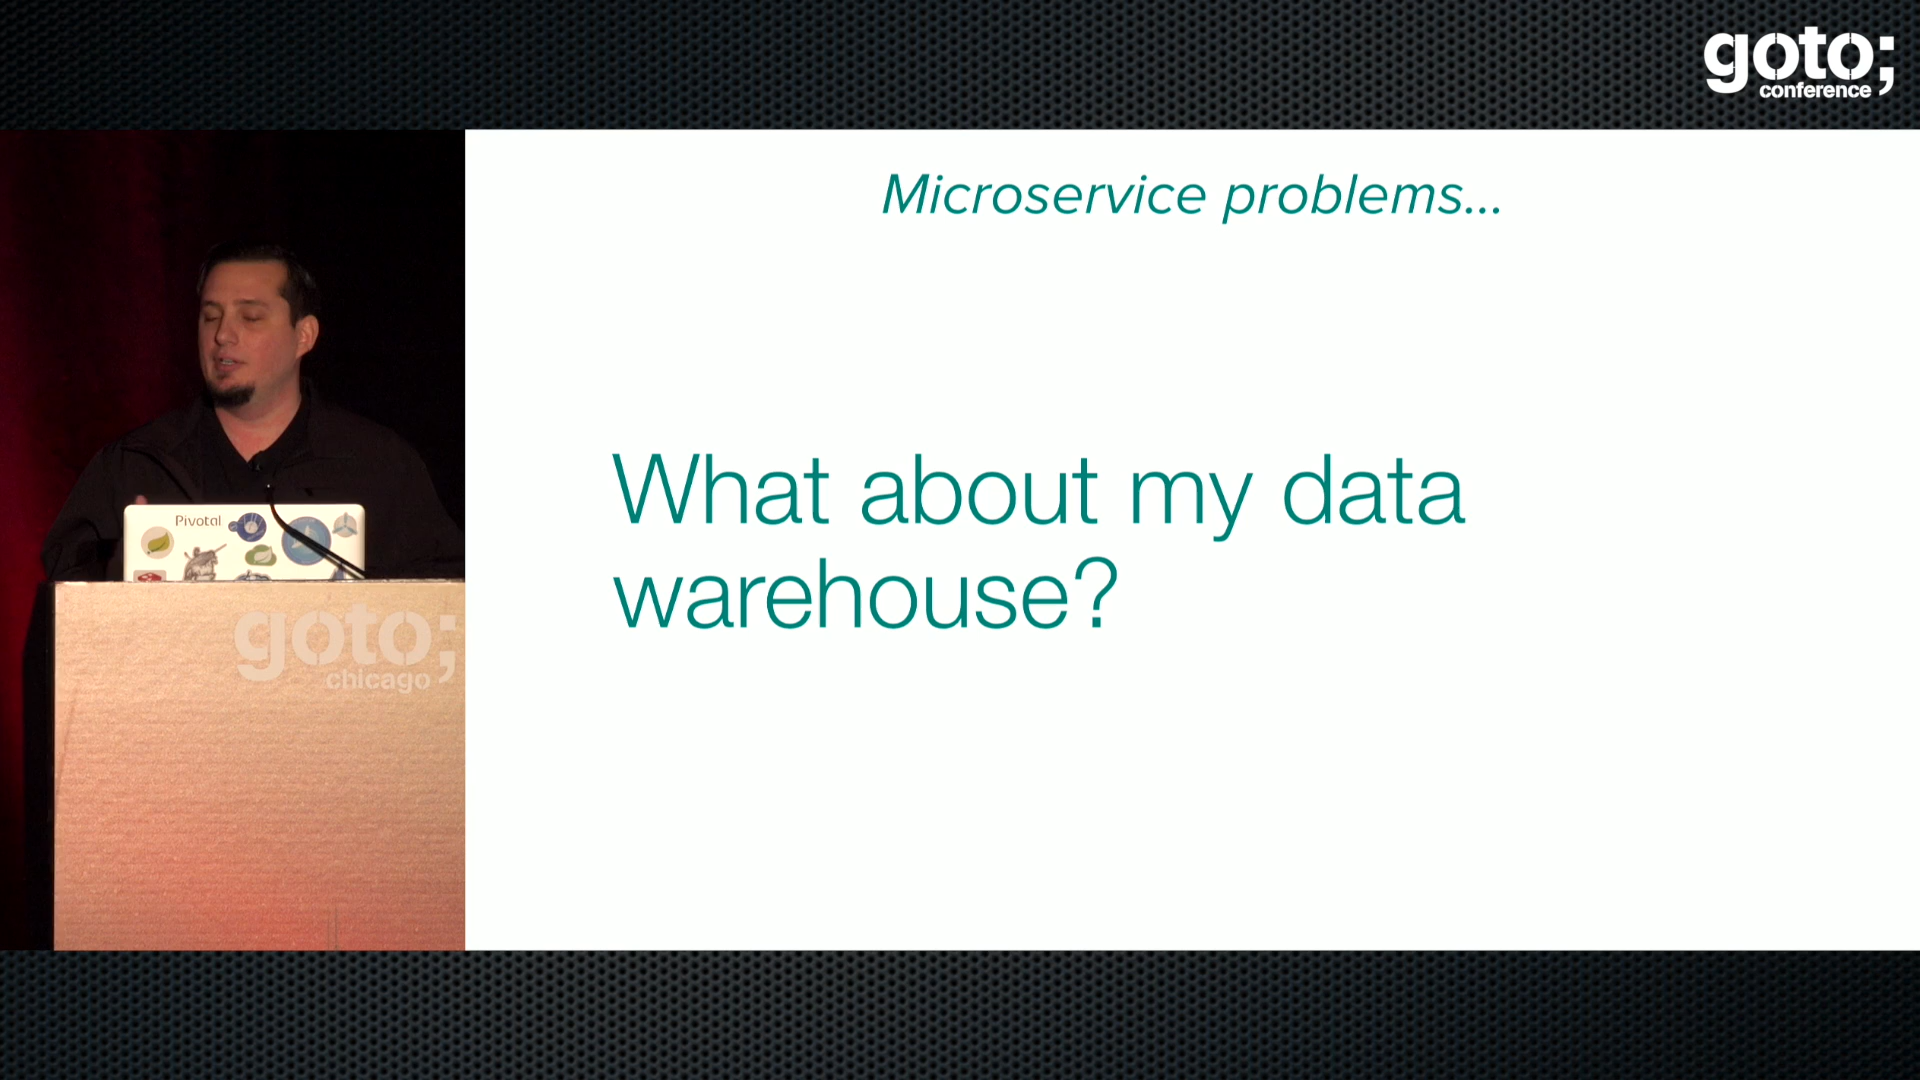 goto;
conference
Microservice problems...
What about my data
warehouse?
Pivotal
goto;
chicago